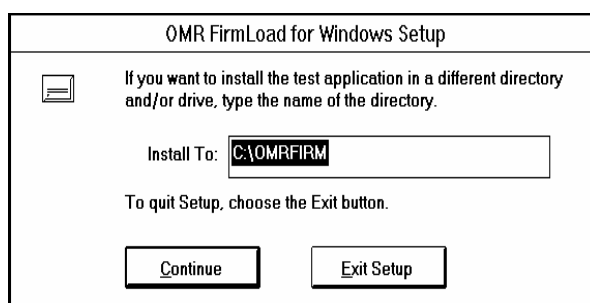 OMR FirmLoad for Windows Setup
If you want to install the test application in a different directory
and/or drive, type the name of the directory.
Install To: C:\OMRFIRM
To quit Setup, choose the Exit button.
Continue Exit Setup